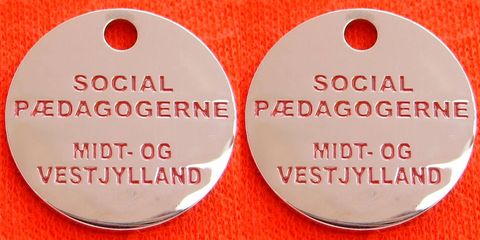 SOCIAL
PÆDAGOGERNE
MIDT- OG
VESTJYLLAND
SOCIAL
PÆDAGOGERNE
MIDT- OG
VESTJYLLAND